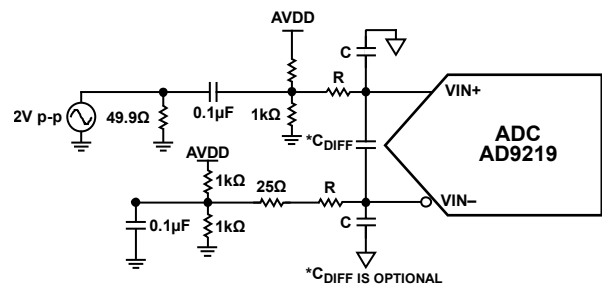 AVDD
C
R
2V p-p
49.9Ω
0.1µF
1kΩ
VIN+
ADC
AD9219
*CDIFF
AVDD
1kΩ
25Ω
R
VIN–
C
0.1µF
1kΩ
*CDIFF IS OPTIONAL